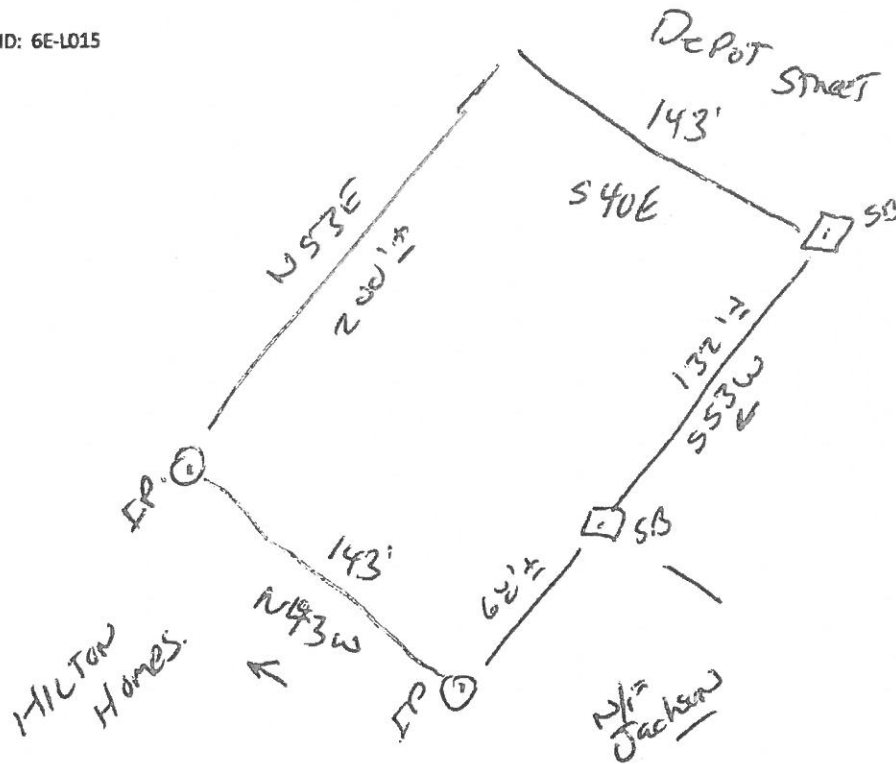 ID: 6E-L015
DEPOT STREET
143'
S40E
SB
N53E
200'±
132'±
S53W
IP.
SB
143'
N43W
68'±
HILTON
Homes.
IP
N/F
Jackson